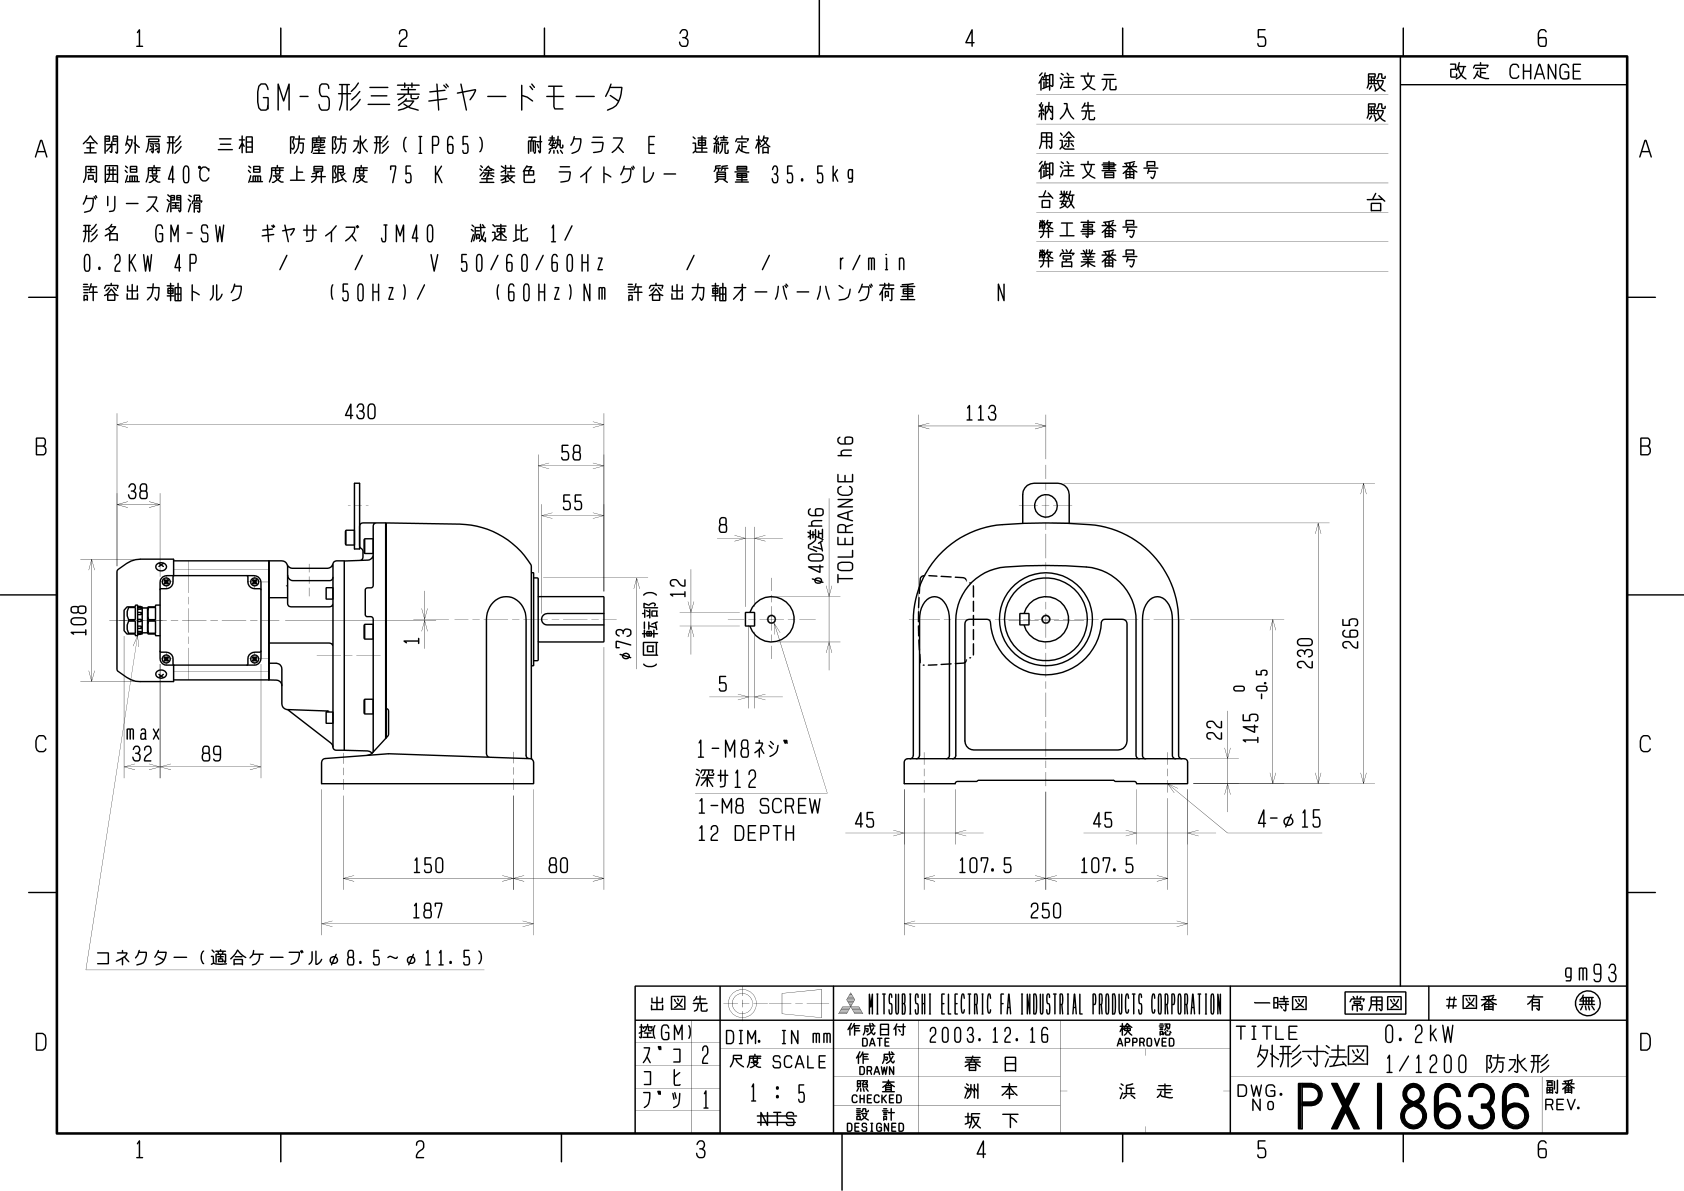 1 2 3 4 5 6
改定 CHANGE
GM-S形三菱ギヤードモータ
全閉外扇形 三相 防塵防水形(IP65) 耐熱クラス E 連続定格
周囲温度40℃ 温度上昇限度 75 K 塗装色 ライトグレー 質量 35.5kg
グリース潤滑
形名 GM-SW ギヤサイズ JM40 減速比 1/
0.2KW 4P / / V 50/60/60Hz / / r/min
許容出力軸トルク (50Hz)/ (60Hz)Nm 許容出力軸オーバーハング荷重 N
御注文元 殿
納入先 殿
用途
御注文書番号
台数 台
弊工事番号
弊営業番号
A A
B B
C C
D D
430
58
38
55
108
1
φ73
(回転部)
max
32
89
150
80
187
コネクター(適合ケーブルφ8.5~φ11.5)
8
12
5
φ40公差h6
TOLERANCE h6
1-M8ネジ
深サ12
1-M8 SCREW
12 DEPTH
113
265
230
0
145 -0.5
22
45
45
4-φ15
107.5
107.5
250
gm93
出図先
MITSUBISHI ELECTRIC FA INDUSTRIAL PRODUCTS CORPORATION
一時図 常用図 #図番 有 無
控(GM)
ズコ 2
コヒ
ブツ 1
DIM. IN mm
尺度 SCALE
1:5
NTS
作成日付
DATE
2003.12.16
検 認
APPROVED
作 成
DRAWN
春 日
照 査
CHECKED
洲 本
浜 走
設 計
DESIGNED
坂 下
TITLE 0.2kW
外形寸法図 1/1200 防水形
DWG.
No
PX18636
副番
REV.
1 2 3 4 5 6